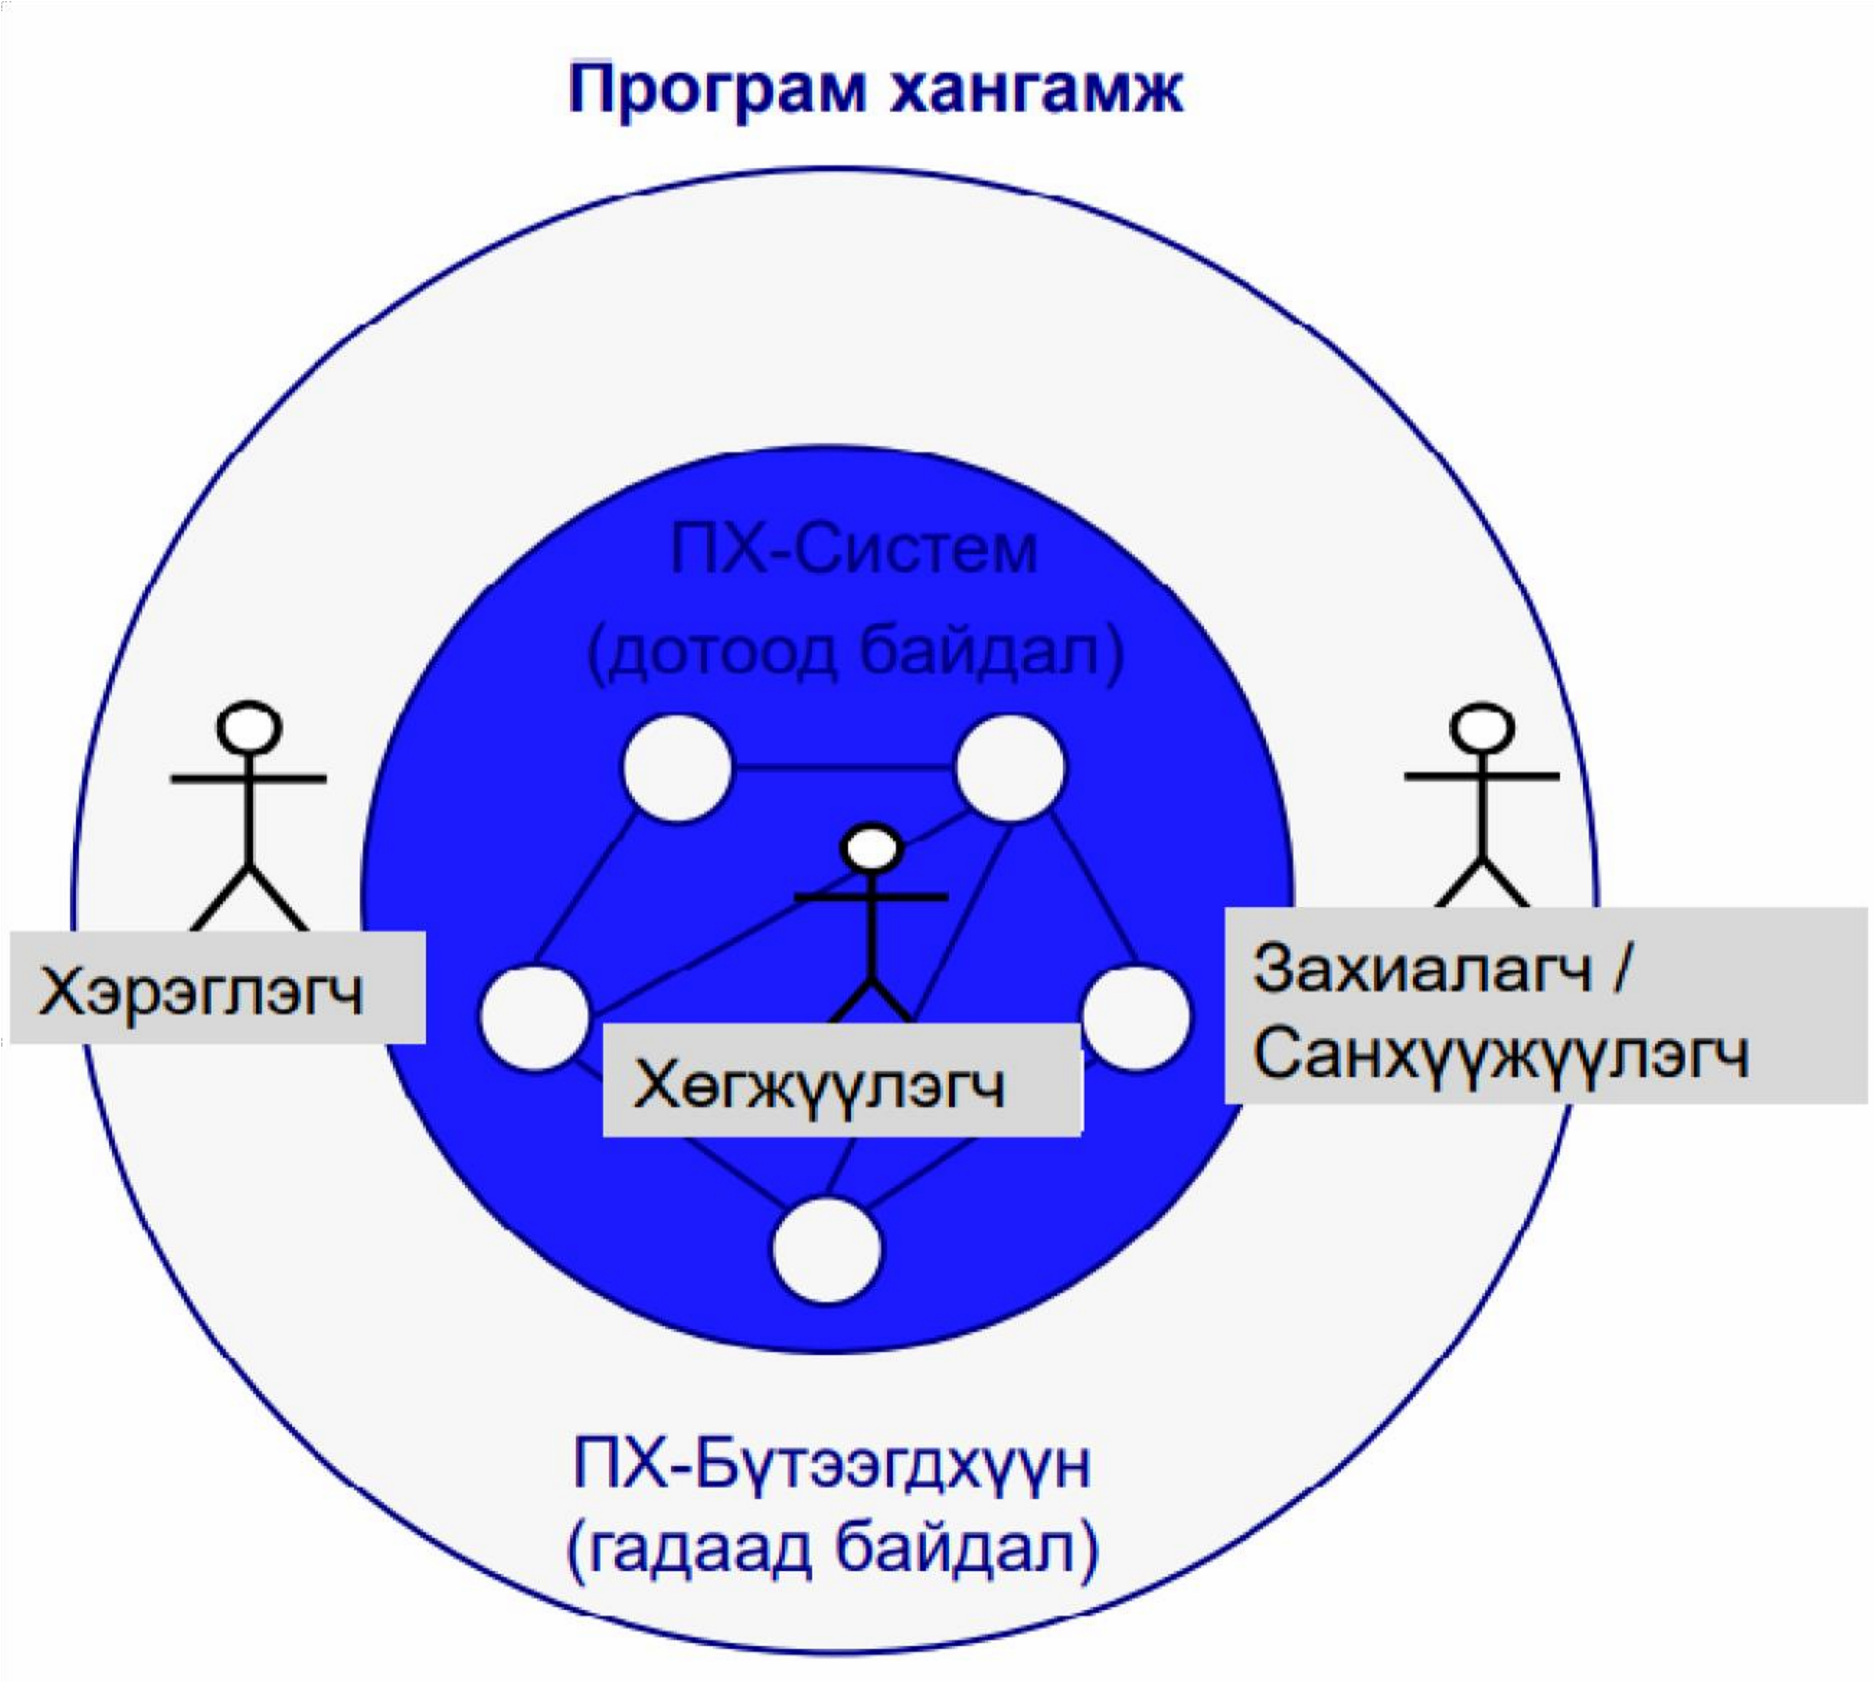 Програм хангамж
ПХ-Систем
(дотоод байдал)
Хэрэглэгч
Хөгжүүлэгч
Захиалагч /
Санхүүжүүлэгч
ПХ-Бүтээгдхүүн
(гадаад байдал)